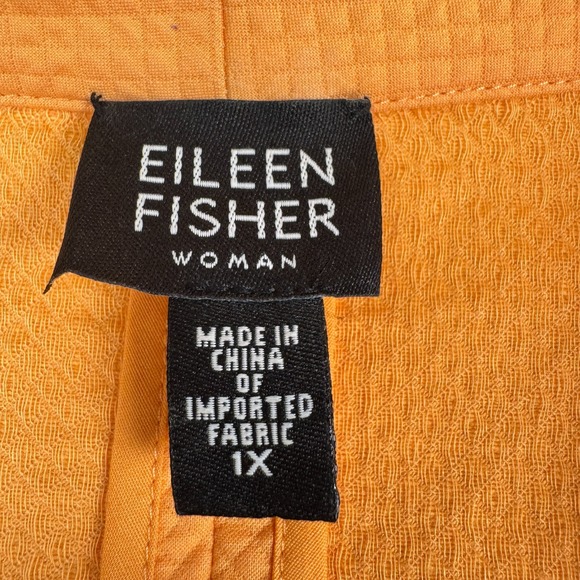 EILEEN
FISHER
WOMAN
MADE IN
CHINA
OF
IMPORTED
FABRIC
1X